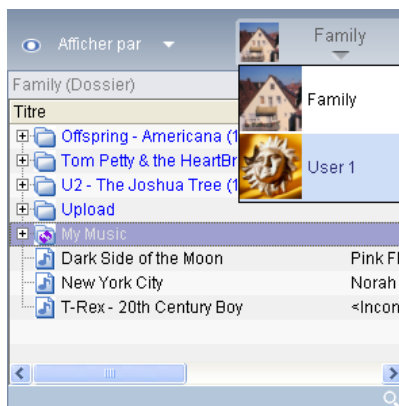 Afficher par
Family
Family (Dossier)
Family
Titre
Offspring - Americana (1
Tom Petty & the HeartBr
User 1
U2 - The Joshua Tree (1
Upload
My Music
Dark Side of the Moon Pink Fl
New York City Norah
T-Rex - 20th Century Boy <Incon